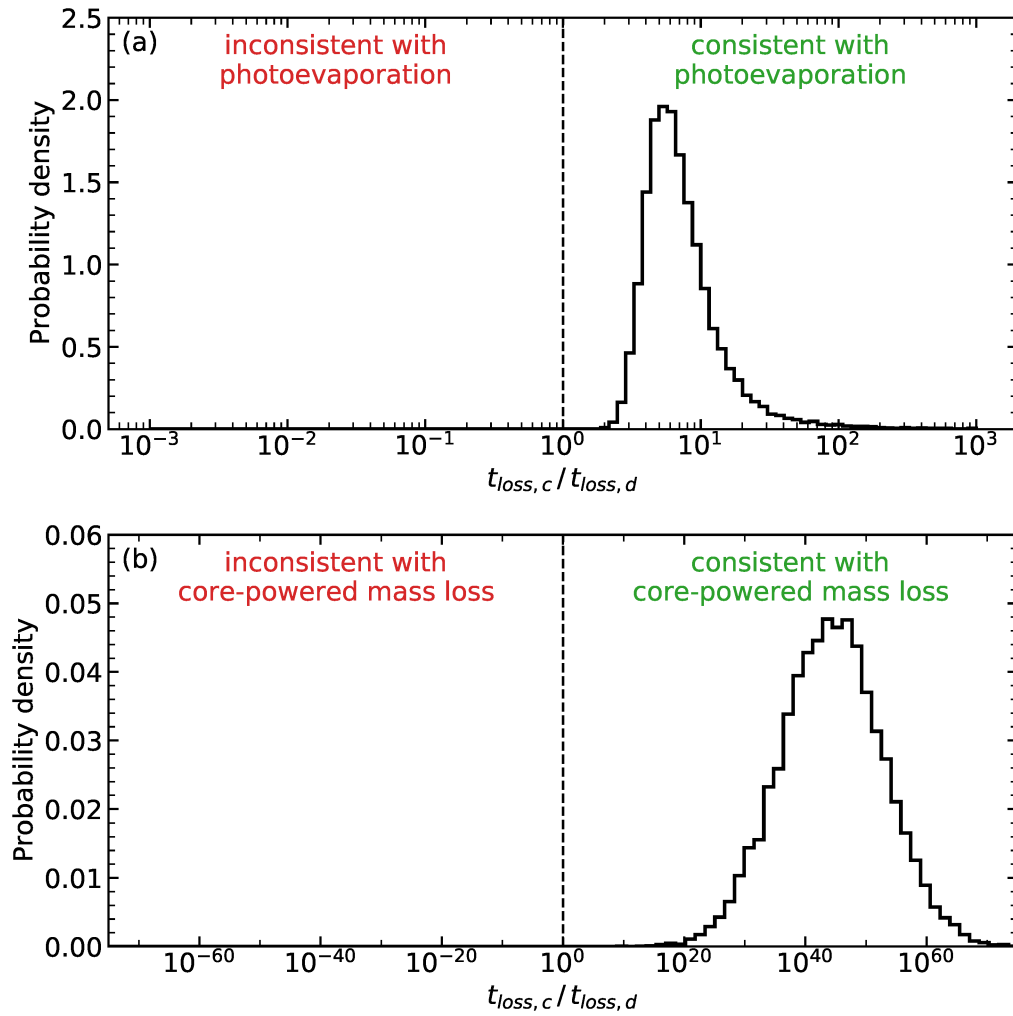 (a)
inconsistent with
photoevaporation
consistent with
photoevaporation
Probability density
2.5
2.0
1.5
1.0
0.5
0.0
10⁻³ 10⁻² 10⁻¹ 10⁰ 10¹ 10² 10³
t_loss,c / t_loss,d
(b)
inconsistent with
core-powered mass loss
consistent with
core-powered mass loss
Probability density
0.06
0.05
0.04
0.03
0.02
0.01
0.00
10⁻⁶⁰ 10⁻⁴⁰ 10⁻²⁰ 10⁰ 10²⁰ 10⁴⁰ 10⁶⁰
t_loss,c / t_loss,d